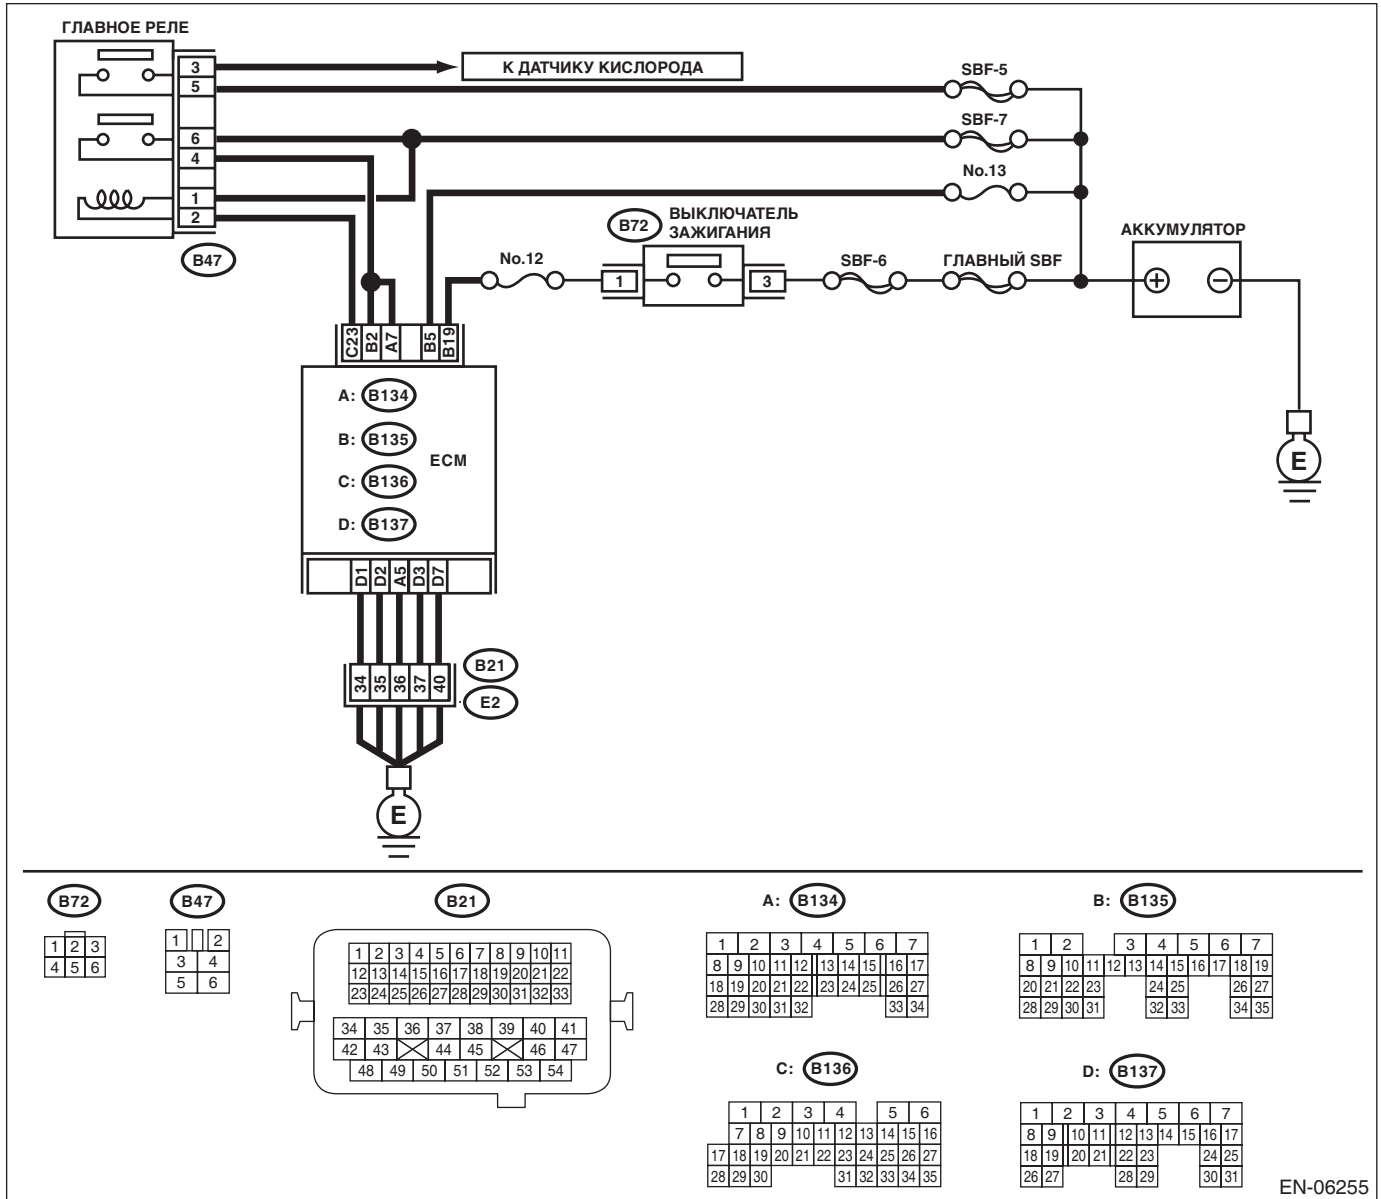 ГЛАВНОЕ РЕЛЕ
3
К ДАТЧИКУ КИСЛОРОДА
5
SBF-5
6
SBF-7
4
No.13
1
2
B47
B72
ВЫКЛЮЧАТЕЛЬ
ЗАЖИГАНИЯ
АККУМУЛЯТОР
No.12
1
3
SBF-6
ГЛАВНЫЙ SBF
+
−
C23 B2 A7 B5 B19
A: B134
B: B135
ECM
C: B136
D: B137
E
D1 D2 A5 D3 D7
34 35 36 37 40
B21
E2
E
B72
1 2 3
4 5 6
B47
1 2
3 4
5 6
B21
1 2 3 4 5 6 7 8 9 10 11
12 13 14 15 16 17 18 19 20 21 22
23 24 25 26 27 28 29 30 31 32 33
34 35 36 37 38 39 40 41
42 43 44 45 46 47
48 49 50 51 52 53 54
A: B134
1 2 3 4 5 6 7
8 9 10 11 12 13 14 15 16 17
18 19 20 21 22 23 24 25 26 27
28 29 30 31 32 33 34
B: B135
1 2 3 4 5 6 7
8 9 10 11 12 13 14 15 16 17 18 19
20 21 22 23 24 25 26 27
28 29 30 31 32 33 34 35
C: B136
1 2 3 4 5 6
7 8 9 10 11 12 13 14 15 16
17 18 19 20 21 22 23 24 25 26 27
28 29 30 31 32 33 34 35
D: B137
1 2 3 4 5 6 7
8 9 10 11 12 13 14 15 16 17
18 19 20 21 22 23 24 25
26 27 28 29 30 31
EN-06255